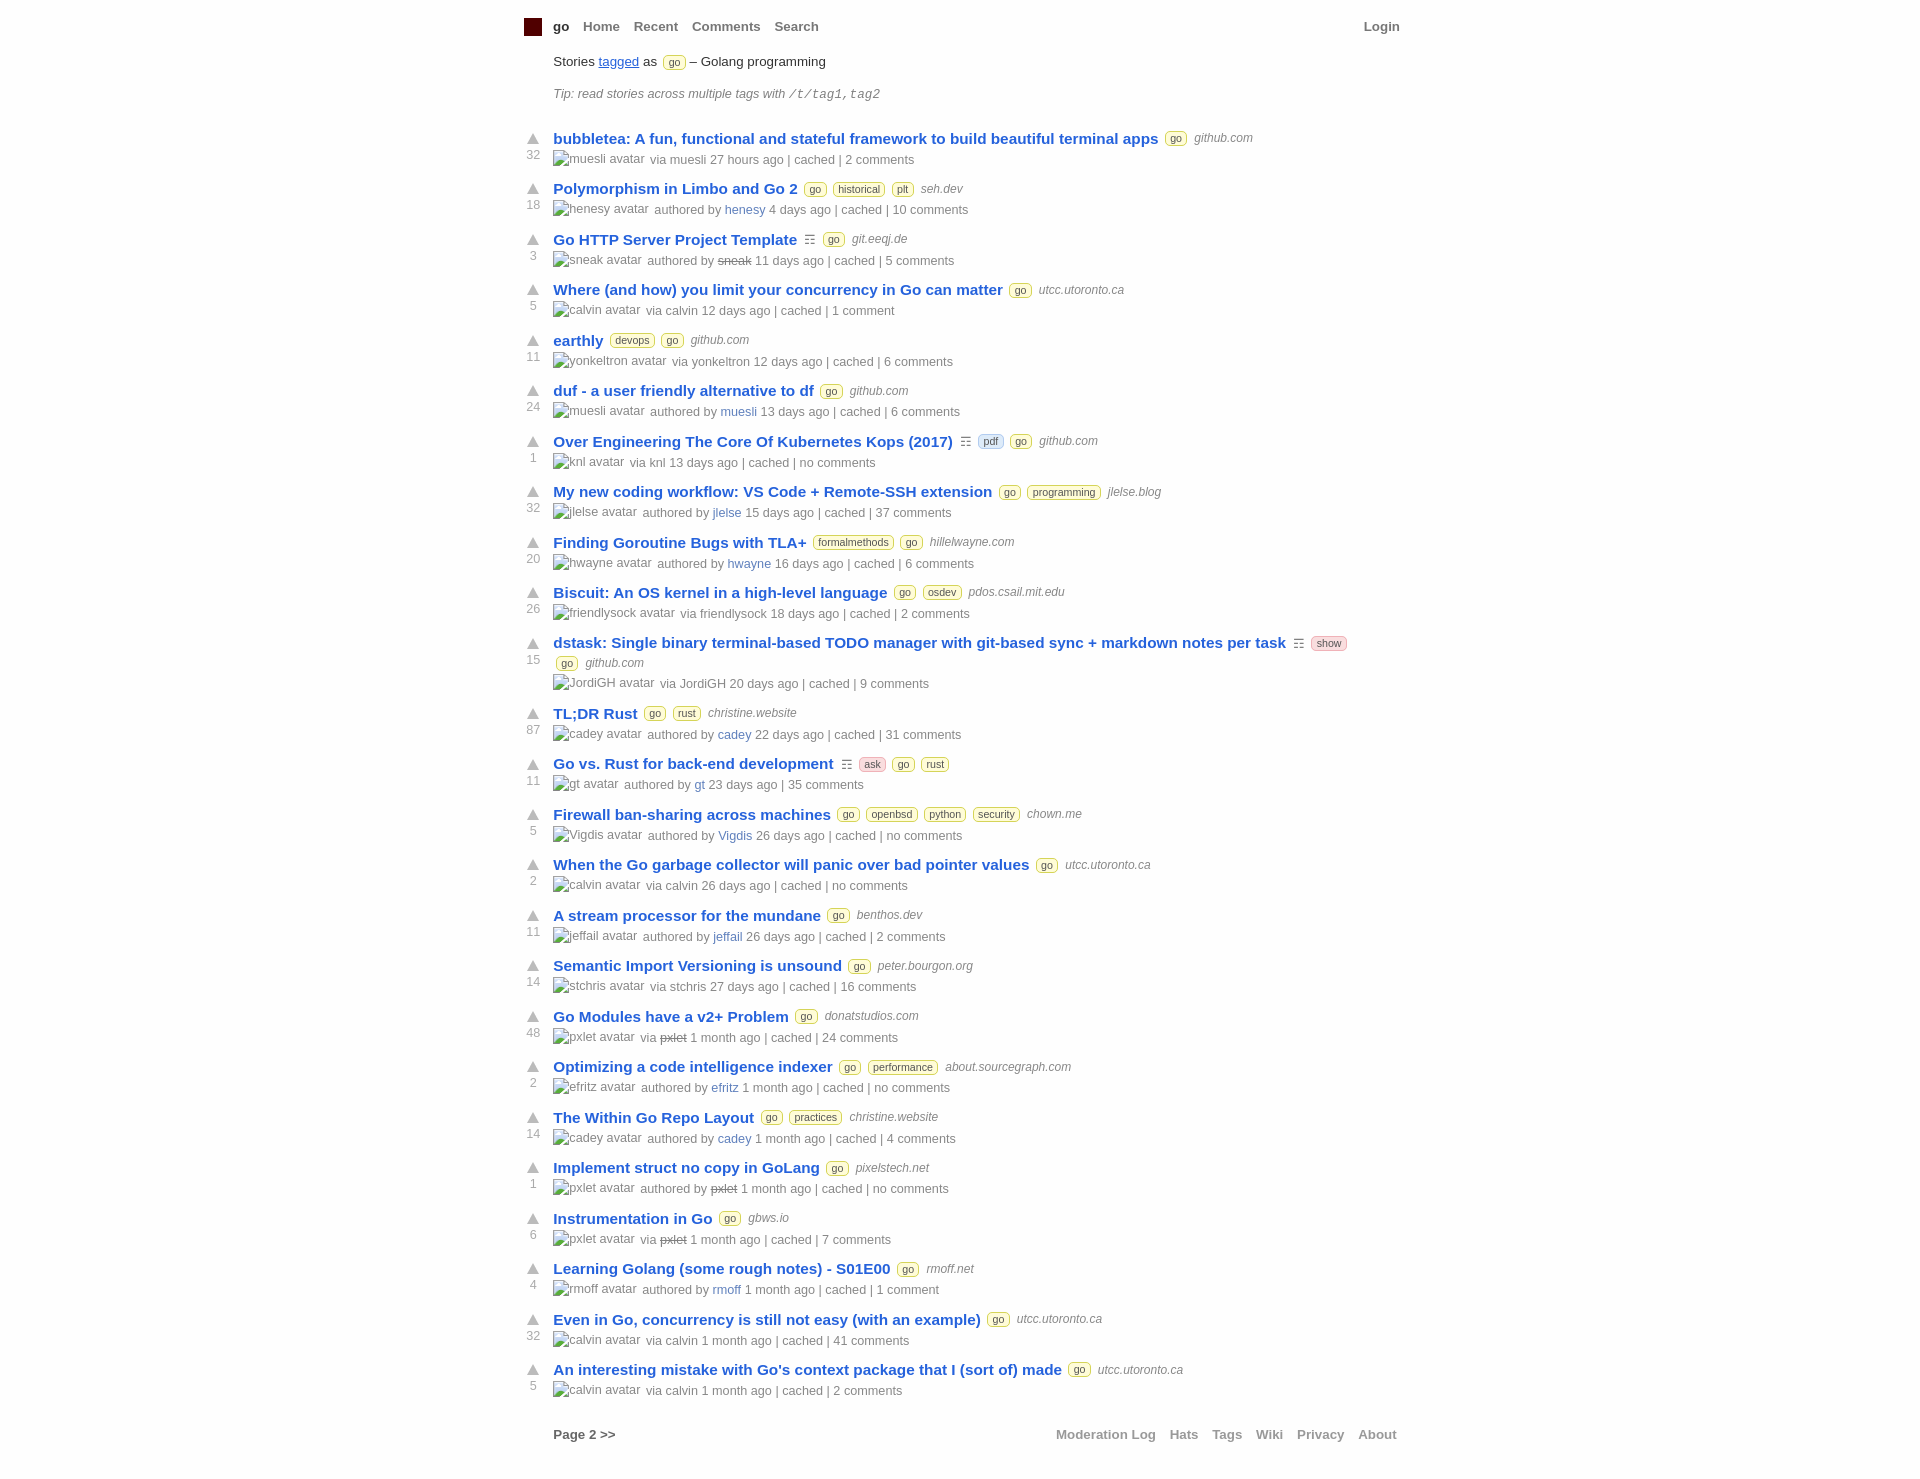 go Home Recent Comments Search Login
Stories tagged as go – Golang programming
Tip: read stories across multiple tags with /t/tag1,tag2
bubbletea: A fun, functional and stateful framework to build beautiful terminal apps go github.com
32 muesli avatar via muesli 27 hours ago | cached | 2 comments
Polymorphism in Limbo and Go 2 go historical plt seh.dev
18 henesy avatar authored by henesy 4 days ago | cached | 10 comments
Go HTTP Server Project Template ☶ go git.eeqj.de
3 sneak avatar authored by sneak 11 days ago | cached | 5 comments
Where (and how) you limit your concurrency in Go can matter go utcc.utoronto.ca
5 calvin avatar via calvin 12 days ago | cached | 1 comment
earthly devops go github.com
11 yonkeltron avatar via yonkeltron 12 days ago | cached | 6 comments
duf - a user friendly alternative to df go github.com
24 muesli avatar authored by muesli 13 days ago | cached | 6 comments
Over Engineering The Core Of Kubernetes Kops (2017) ☶ pdf go github.com
1 knl avatar via knl 13 days ago | cached | no comments
My new coding workflow: VS Code + Remote-SSH extension go programming jlelse.blog
32 jlelse avatar authored by jlelse 15 days ago | cached | 37 comments
Finding Goroutine Bugs with TLA+ formalmethods go hillelwayne.com
20 hwayne avatar authored by hwayne 16 days ago | cached | 6 comments
Biscuit: An OS kernel in a high-level language go osdev pdos.csail.mit.edu
26 friendlysock avatar via friendlysock 18 days ago | cached | 2 comments
dstask: Single binary terminal-based TODO manager with git-based sync + markdown notes per task ☶ show
15 go github.com
JordiGH avatar via JordiGH 20 days ago | cached | 9 comments
TL;DR Rust go rust christine.website
87 cadey avatar authored by cadey 22 days ago | cached | 31 comments
Go vs. Rust for back-end development ☶ ask go rust
11 gt avatar authored by gt 23 days ago | 35 comments
Firewall ban-sharing across machines go openbsd python security chown.me
5 Vigdis avatar authored by Vigdis 26 days ago | cached | no comments
When the Go garbage collector will panic over bad pointer values go utcc.utoronto.ca
2 calvin avatar via calvin 26 days ago | cached | no comments
A stream processor for the mundane go benthos.dev
11 jeffail avatar authored by jeffail 26 days ago | cached | 2 comments
Semantic Import Versioning is unsound go peter.bourgon.org
14 stchris avatar via stchris 27 days ago | cached | 16 comments
Go Modules have a v2+ Problem go donatstudios.com
48 pxlet avatar via pxlet 1 month ago | cached | 24 comments
Optimizing a code intelligence indexer go performance about.sourcegraph.com
2 efritz avatar authored by efritz 1 month ago | cached | no comments
The Within Go Repo Layout go practices christine.website
14 cadey avatar authored by cadey 1 month ago | cached | 4 comments
Implement struct no copy in GoLang go pixelstech.net
1 pxlet avatar authored by pxlet 1 month ago | cached | no comments
Instrumentation in Go go gbws.io
6 pxlet avatar via pxlet 1 month ago | cached | 7 comments
Learning Golang (some rough notes) - S01E00 go rmoff.net
4 rmoff avatar authored by rmoff 1 month ago | cached | 1 comment
Even in Go, concurrency is still not easy (with an example) go utcc.utoronto.ca
32 calvin avatar via calvin 1 month ago | cached | 41 comments
An interesting mistake with Go's context package that I (sort of) made go utcc.utoronto.ca
5 calvin avatar via calvin 1 month ago | cached | 2 comments
Page 2 >> Moderation Log Hats Tags Wiki Privacy About